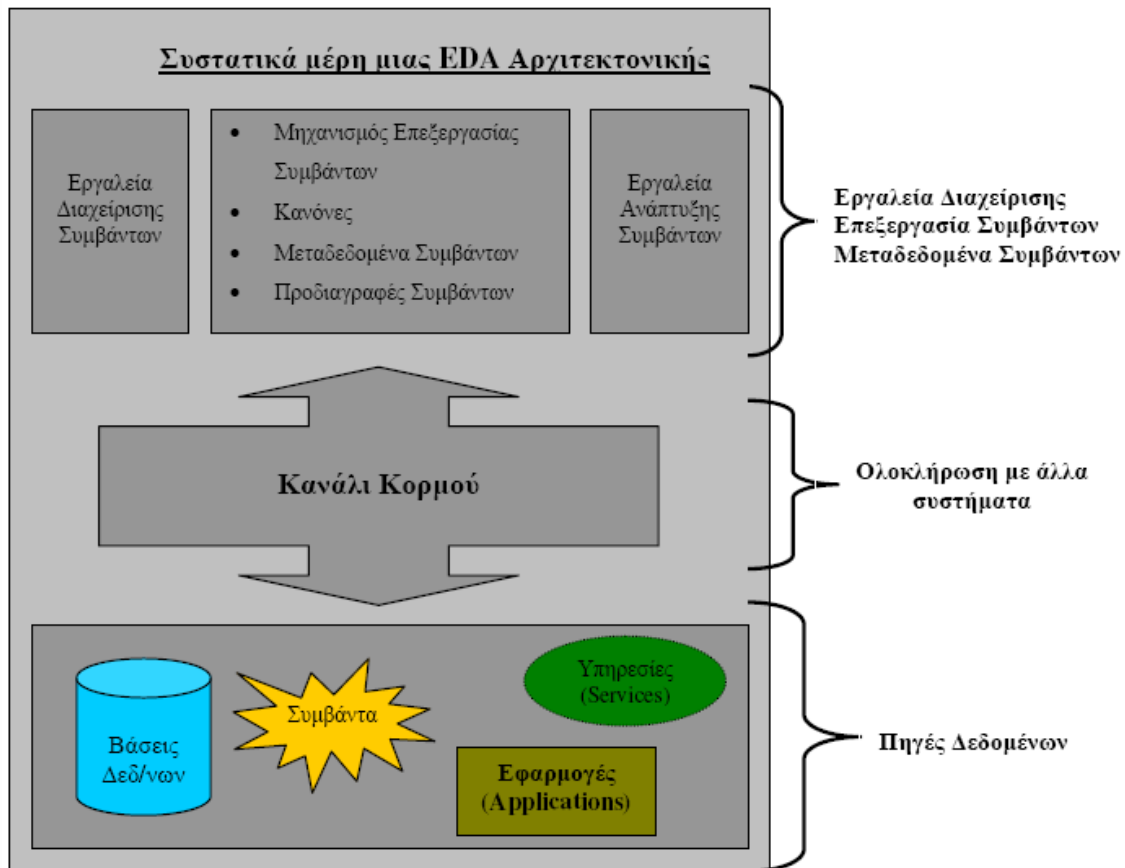 Συστατικά μέρη μιας EDA Αρχιτεκτονικής
Εργαλεία
Διαχείρισης
Συμβάντων
• Μηχανισμός Επεξεργασίας
Συμβάντων
• Κανόνες
• Μεταδεδομένα Συμβάντων
• Προδιαγραφές Συμβάντων
Εργαλεία
Ανάπτυξης
Συμβάντων
Εργαλεία Διαχείρισης
Επεξεργασία Συμβάντων
Μεταδεδομένα Συμβάντων
Κανάλι Κορμού
Ολοκλήρωση με άλλα
συστήματα
Βάσεις
Δεδ/νων
Συμβάντα
Υπηρεσίες
(Services)
Εφαρμογές
(Applications)
Πηγές Δεδομένων